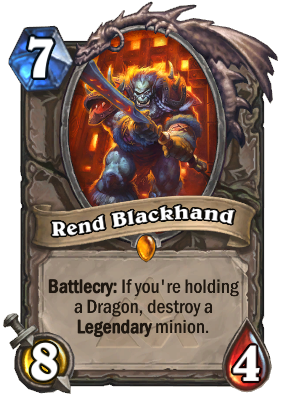 7
Rend Blackhand
Battlecry: If you're holding
a Dragon, destroy a
Legendary minion.
8
4